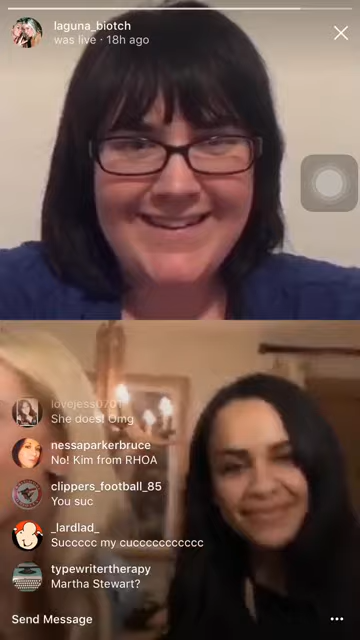 laguna_biotch
was live · 18h ago
lovejess0701
She does! Omg
nessaparkerbruce
No! Kim from RHOA
clippers_football_85
You suc
_lardlad_
Succccc my cuccccccccccc
typewritertherapy
Martha Stewart?
Send Message